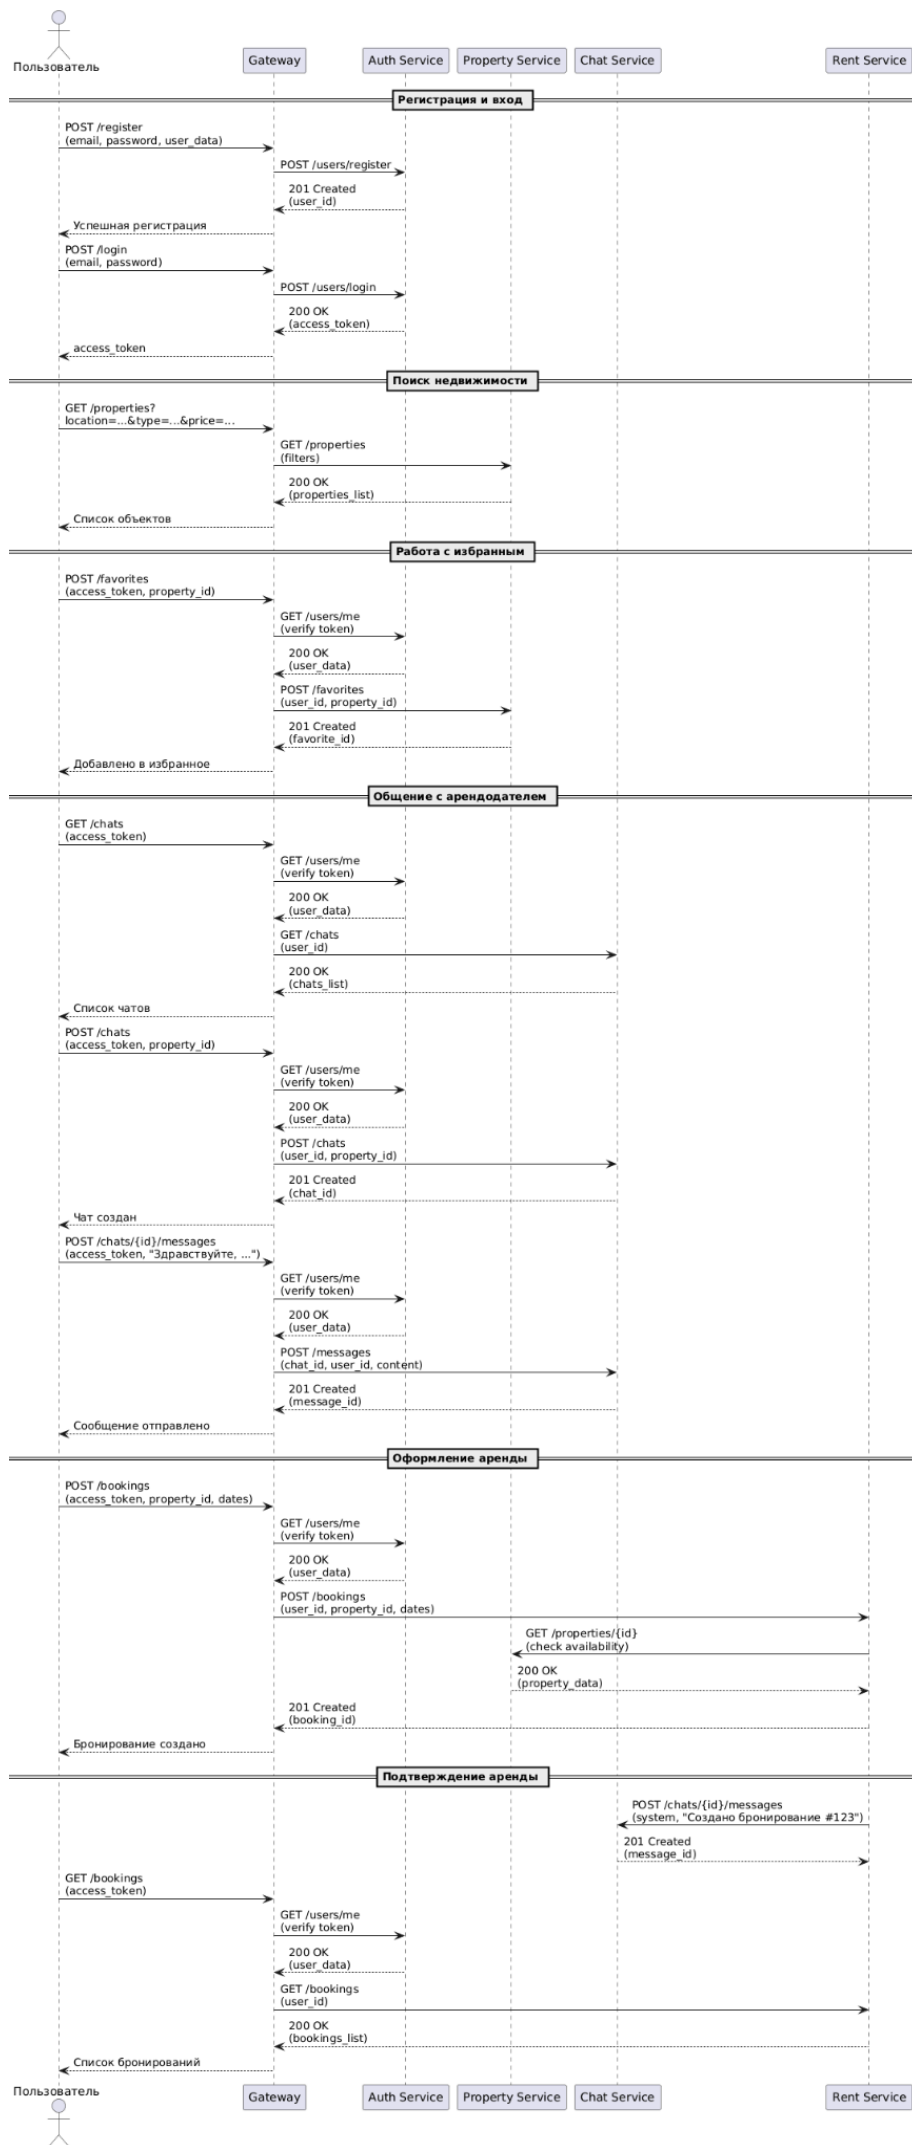 Пользователь
Gateway
Auth Service
Property Service
Chat Service
Rent Service
Регистрация и вход
POST /register
(email, password, user_data)
POST /users/register
201 Created
(user_id)
Успешная регистрация
POST /login
(email, password)
POST /users/login
200 OK
(access_token)
access_token
Поиск недвижимости
GET /properties?
location=...&type=...&price=...
GET /properties
(filters)
200 OK
(properties_list)
Список объектов
Работа с избранным
POST /favorites
(access_token, property_id)
GET /users/me
(verify token)
200 OK
(user_data)
POST /favorites
(user_id, property_id)
201 Created
(favorite_id)
Добавлено в избранное
Общение с арендодателем
GET /chats
(access_token)
GET /users/me
(verify token)
200 OK
(user_data)
GET /chats
(user_id)
200 OK
(chats_list)
Список чатов
POST /chats
(access_token, property_id)
GET /users/me
(verify token)
200 OK
(user_data)
POST /chats
(user_id, property_id)
201 Created
(chat_id)
Чат создан
POST /chats/{id}/messages
(access_token, "Здравствуйте, ...")
GET /users/me
(verify token)
200 OK
(user_data)
POST /messages
(chat_id, user_id, content)
201 Created
(message_id)
Сообщение отправлено
Оформление аренды
POST /bookings
(access_token, property_id, dates)
GET /users/me
(verify token)
200 OK
(user_data)
POST /bookings
(user_id, property_id, dates)
GET /properties/{id}
(check availability)
200 OK
(property_data)
201 Created
(booking_id)
Бронирование создано
Подтверждение аренды
POST /chats/{id}/messages
(system, "Создано бронирование #123")
201 Created
(message_id)
GET /bookings
(access_token)
GET /users/me
(verify token)
200 OK
(user_data)
GET /bookings
(user_id)
200 OK
(bookings_list)
Список бронирований
Пользователь
Gateway
Auth Service
Property Service
Chat Service
Rent Service